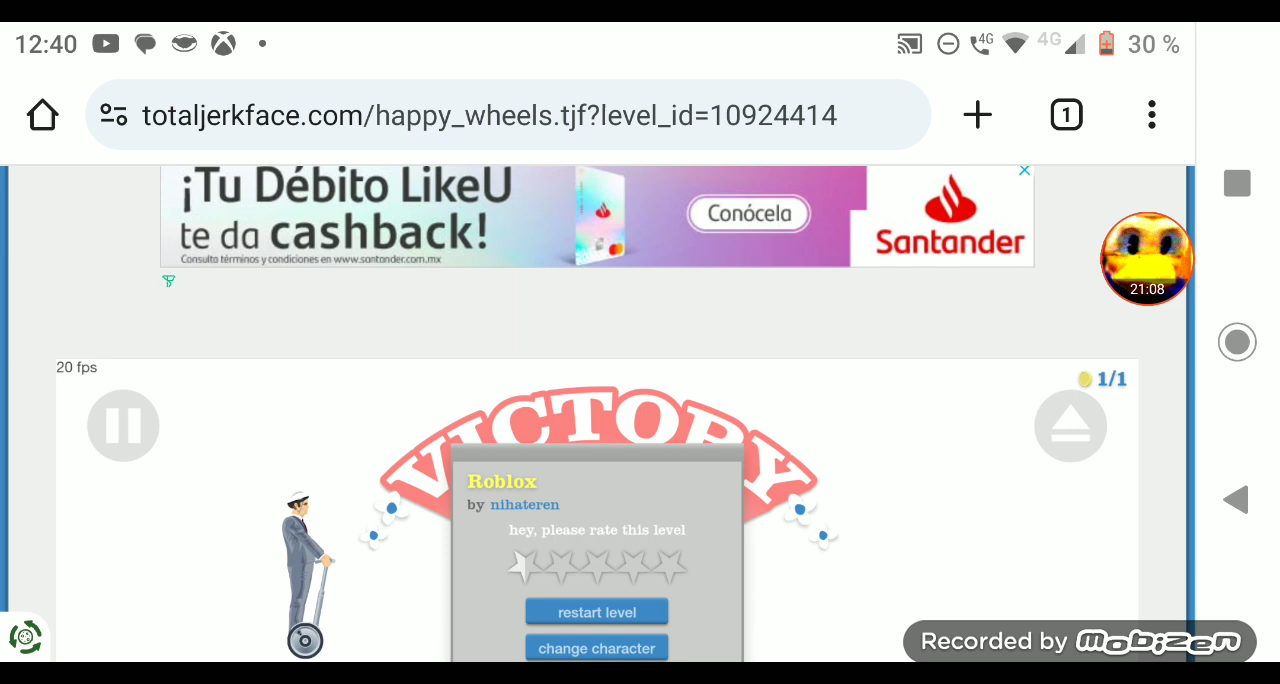 12:40
4G
4G
30 %
totaljerkface.com/happy_wheels.tjf?level_id=10924414
1
¡Tu Débito LikeU
te da cashback!
Consulta términos y condiciones en www.santander.com.mx
Conócela
Santander
21:08
20 fps
1/1
VICTORY
Roblox
by nihateren
hey, please rate this level
restart level
change character
Recorded by mobizen